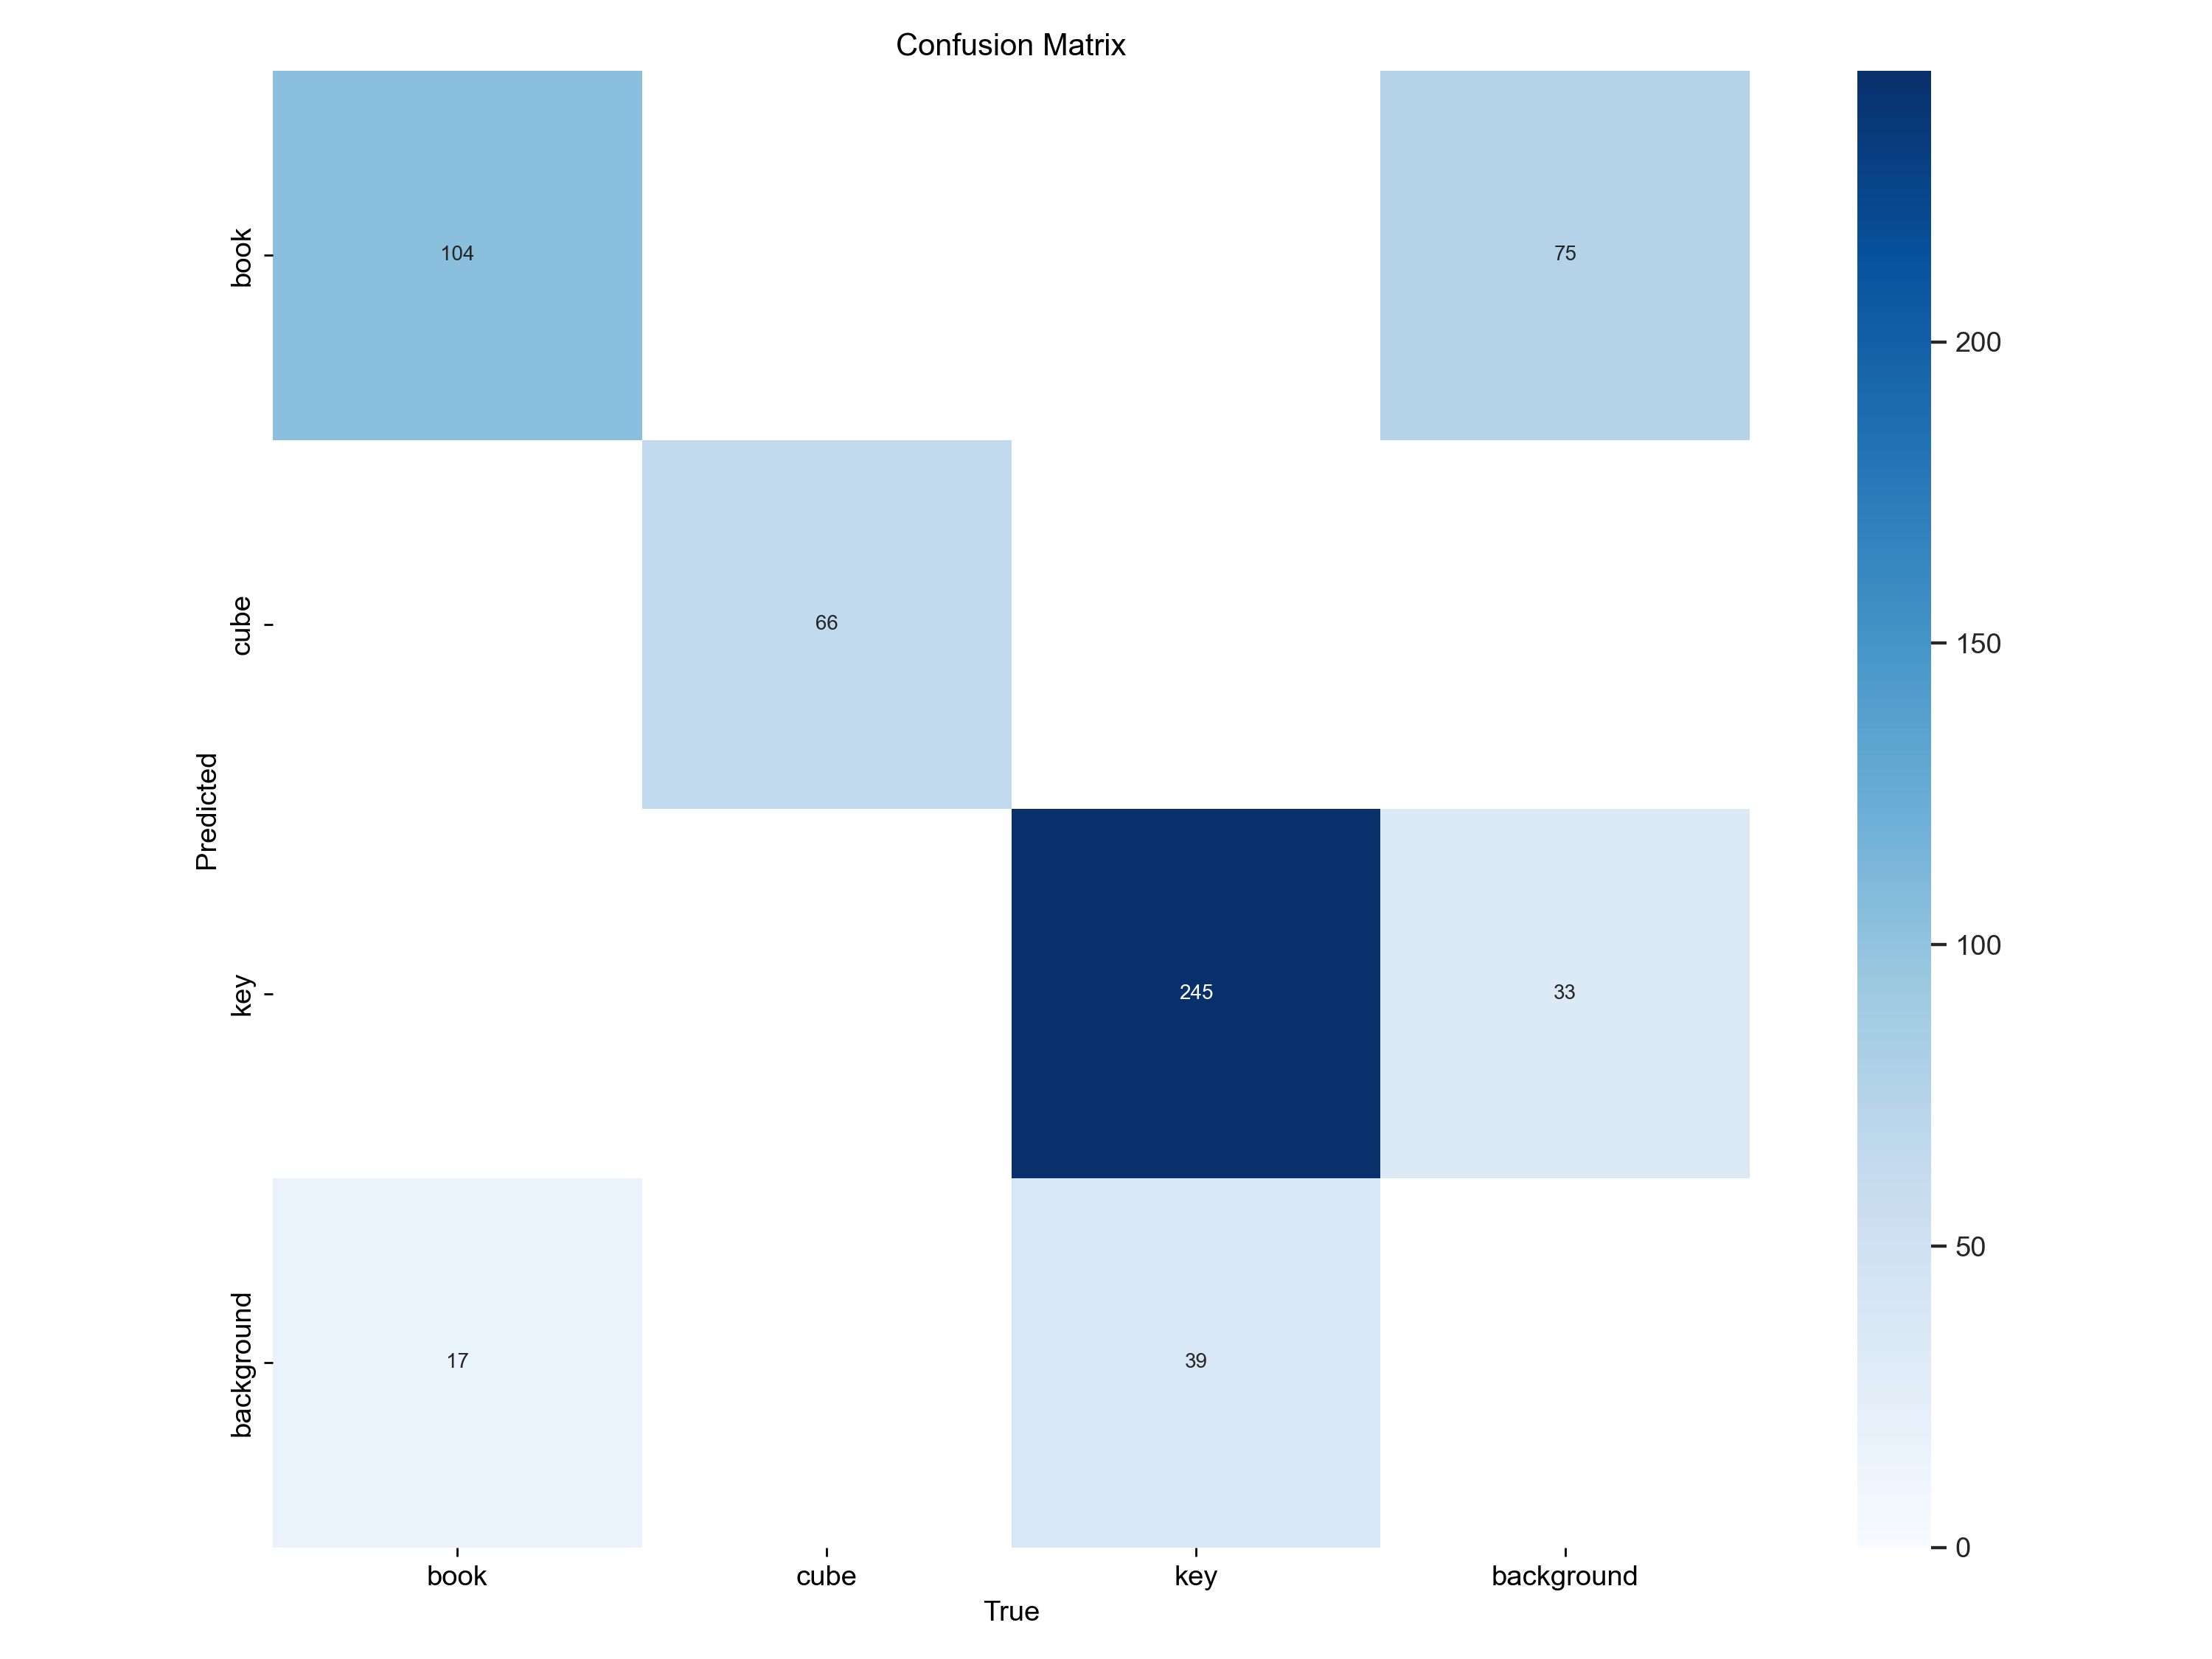 Confusion Matrix
book
104
75
200
cube
66
150
Predicted
100
key
245
33
background
17
39
50
0
book cube key background
True